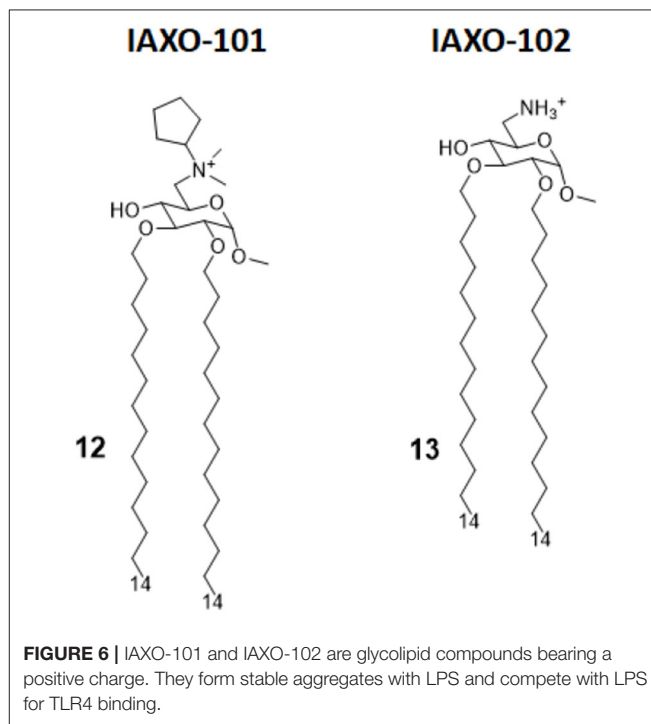 IAXO-101
IAXO-102
N+
HO
O
O
O
O
12
14
14
NH3+
HO
O
O
O
O
13
14
14
FIGURE 6 | IAXO-101 and IAXO-102 are glycolipid compounds bearing a
positive charge. They form stable aggregates with LPS and compete with LPS
for TLR4 binding.